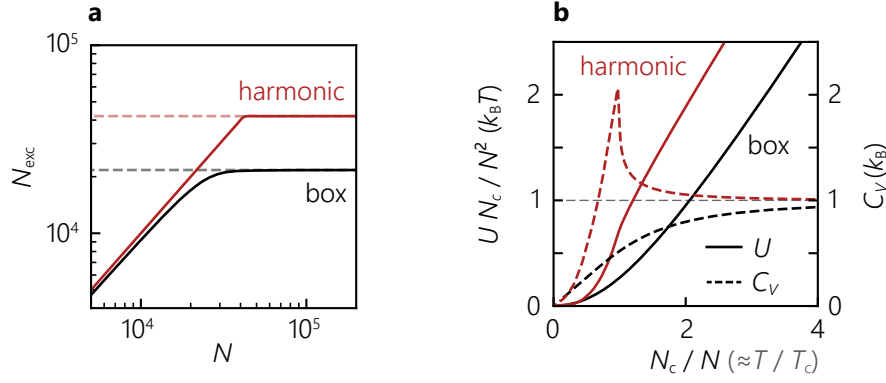 a
10⁵
10⁴
N_exc
harmonic
box
10⁴
10⁵
N
b
2
1
0
U N_c / N² (k_B T)
harmonic
box
U
C_V
2
1
0
C_V (k_B)
0
2
4
N_c / N (≈T / T_c)